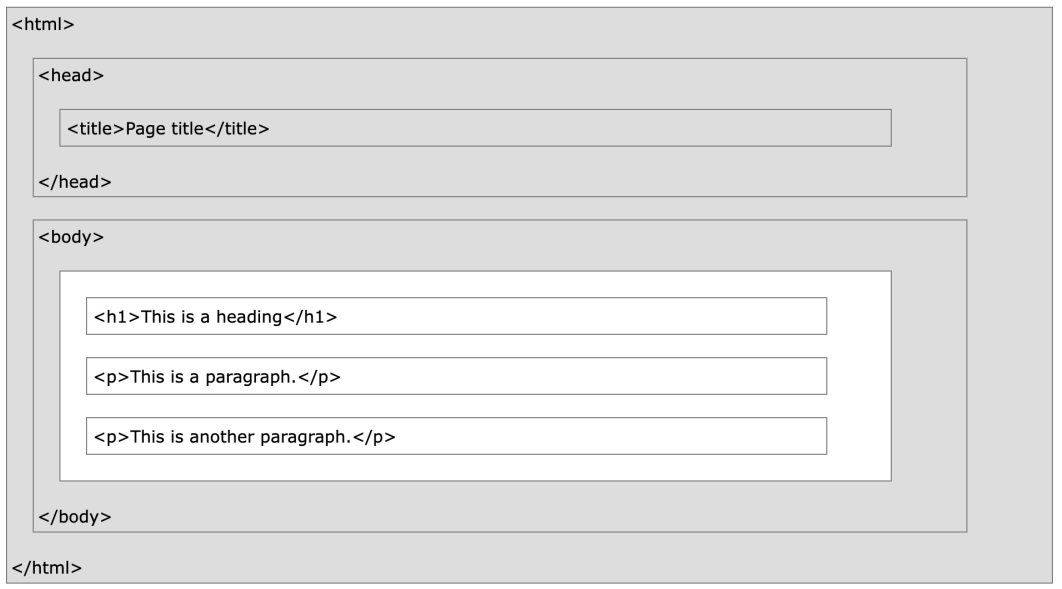 <html>
<head>
<title>Page title</title>
</head>
<body>
<h1>This is a heading</h1>
<p>This is a paragraph.</p>
<p>This is another paragraph.</p>
</body>
</html>